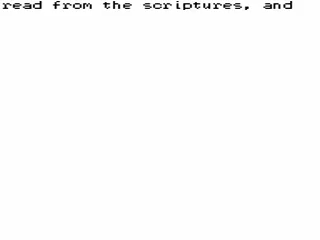 read from the scriptures, and